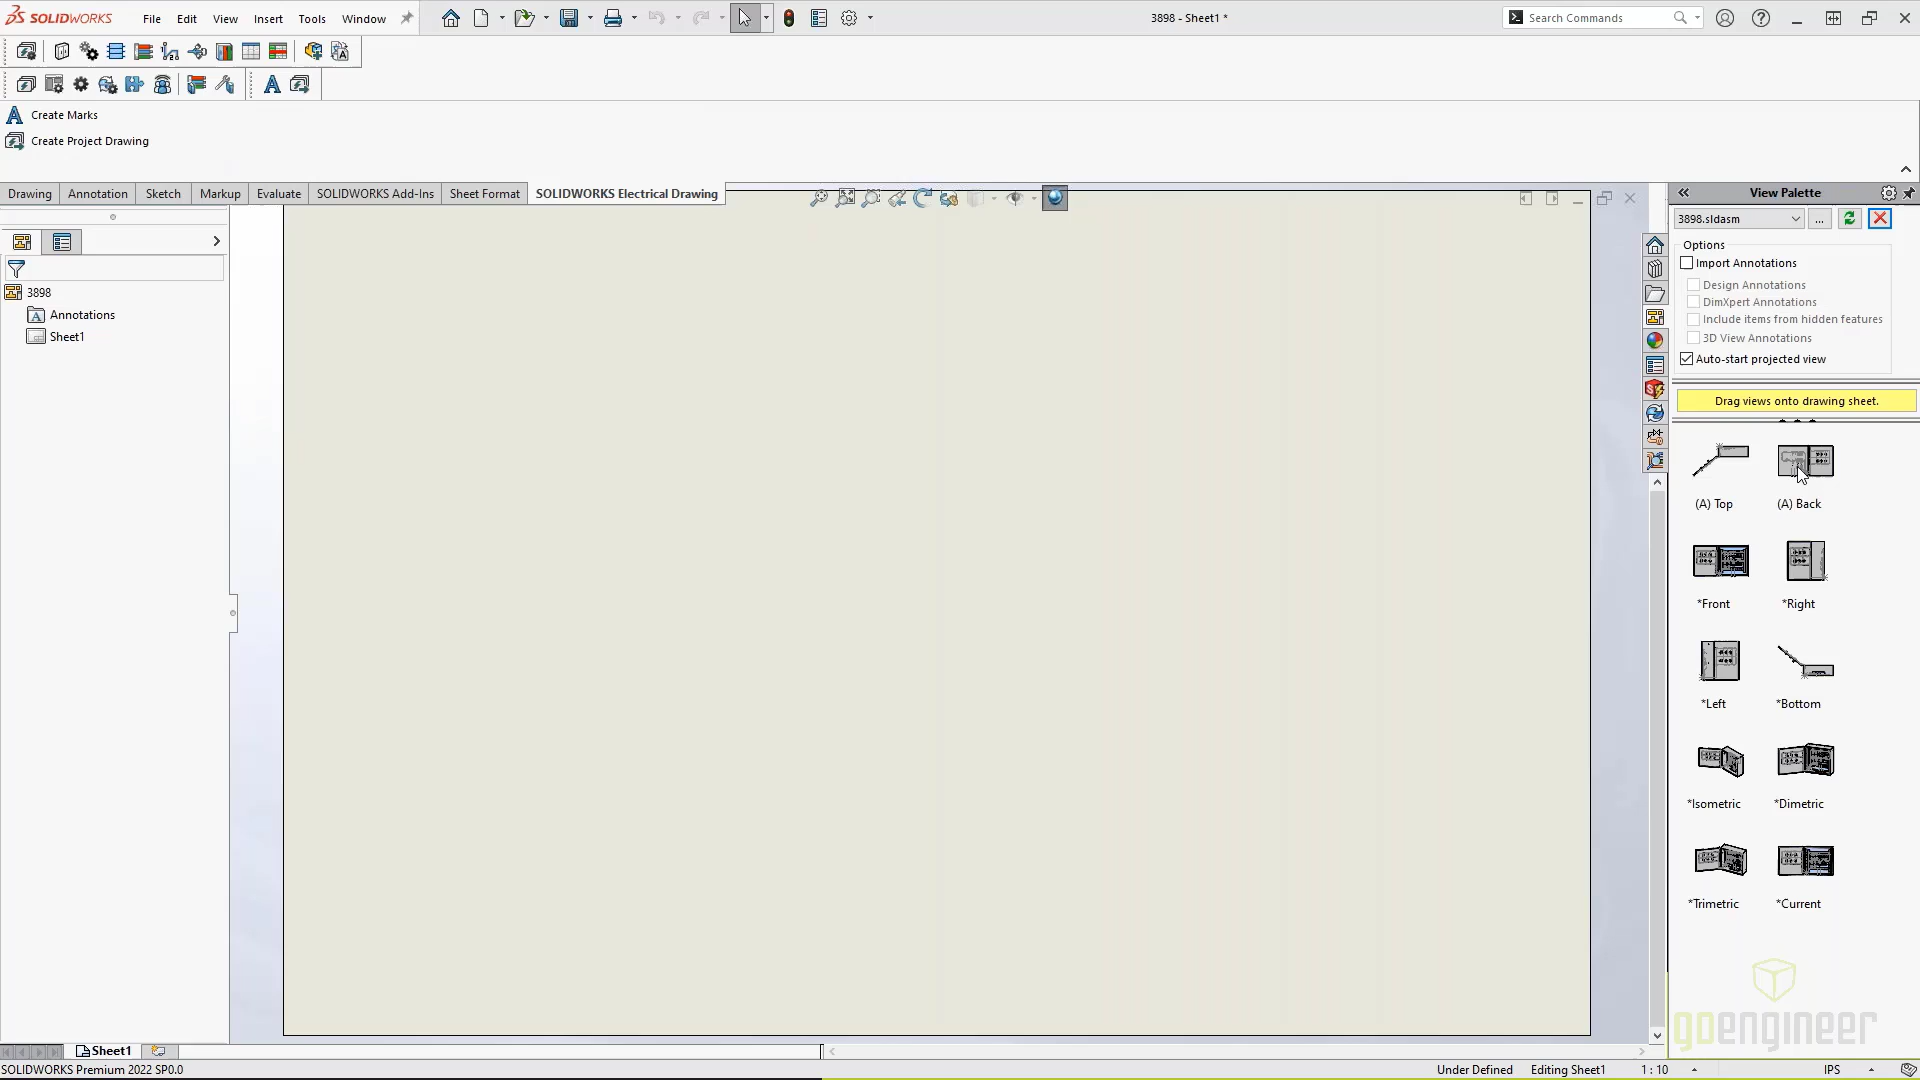 SOLIDWORKS File Edit View Insert Tools Window 3898 - Sheet1 * Search Commands
Create Marks
Create Project Drawing
Drawing Annotation Sketch Markup Evaluate SOLIDWORKS Add-Ins Sheet Format SOLIDWORKS Electrical Drawing
View Palette
3898.sldasm ...
Options
Import Annotations
Design Annotations
DimXpert Annotations
Include items from hidden features
3D View Annotations
Auto-start projected view
Drag views onto drawing sheet.
3898
Annotations
Sheet1
(A) Top (A) Back
*Front *Right
*Left *Bottom
*Isometric *Dimetric
*Trimetric *Current
goengineer
Sheet1
SOLIDWORKS Premium 2022 SP0.0 Under Defined Editing Sheet1 1 : 10 IPS